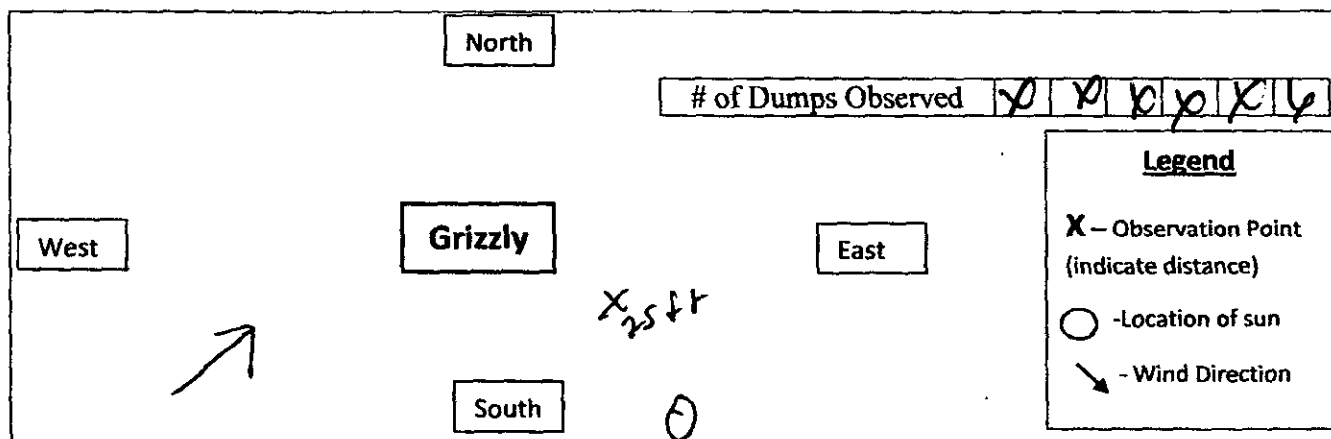 North
# of Dumps Observed
Legend
West
Grizzly
East
X – Observation Point
(indicate distance)
X 25 ft
-Location of sun
- Wind Direction
South